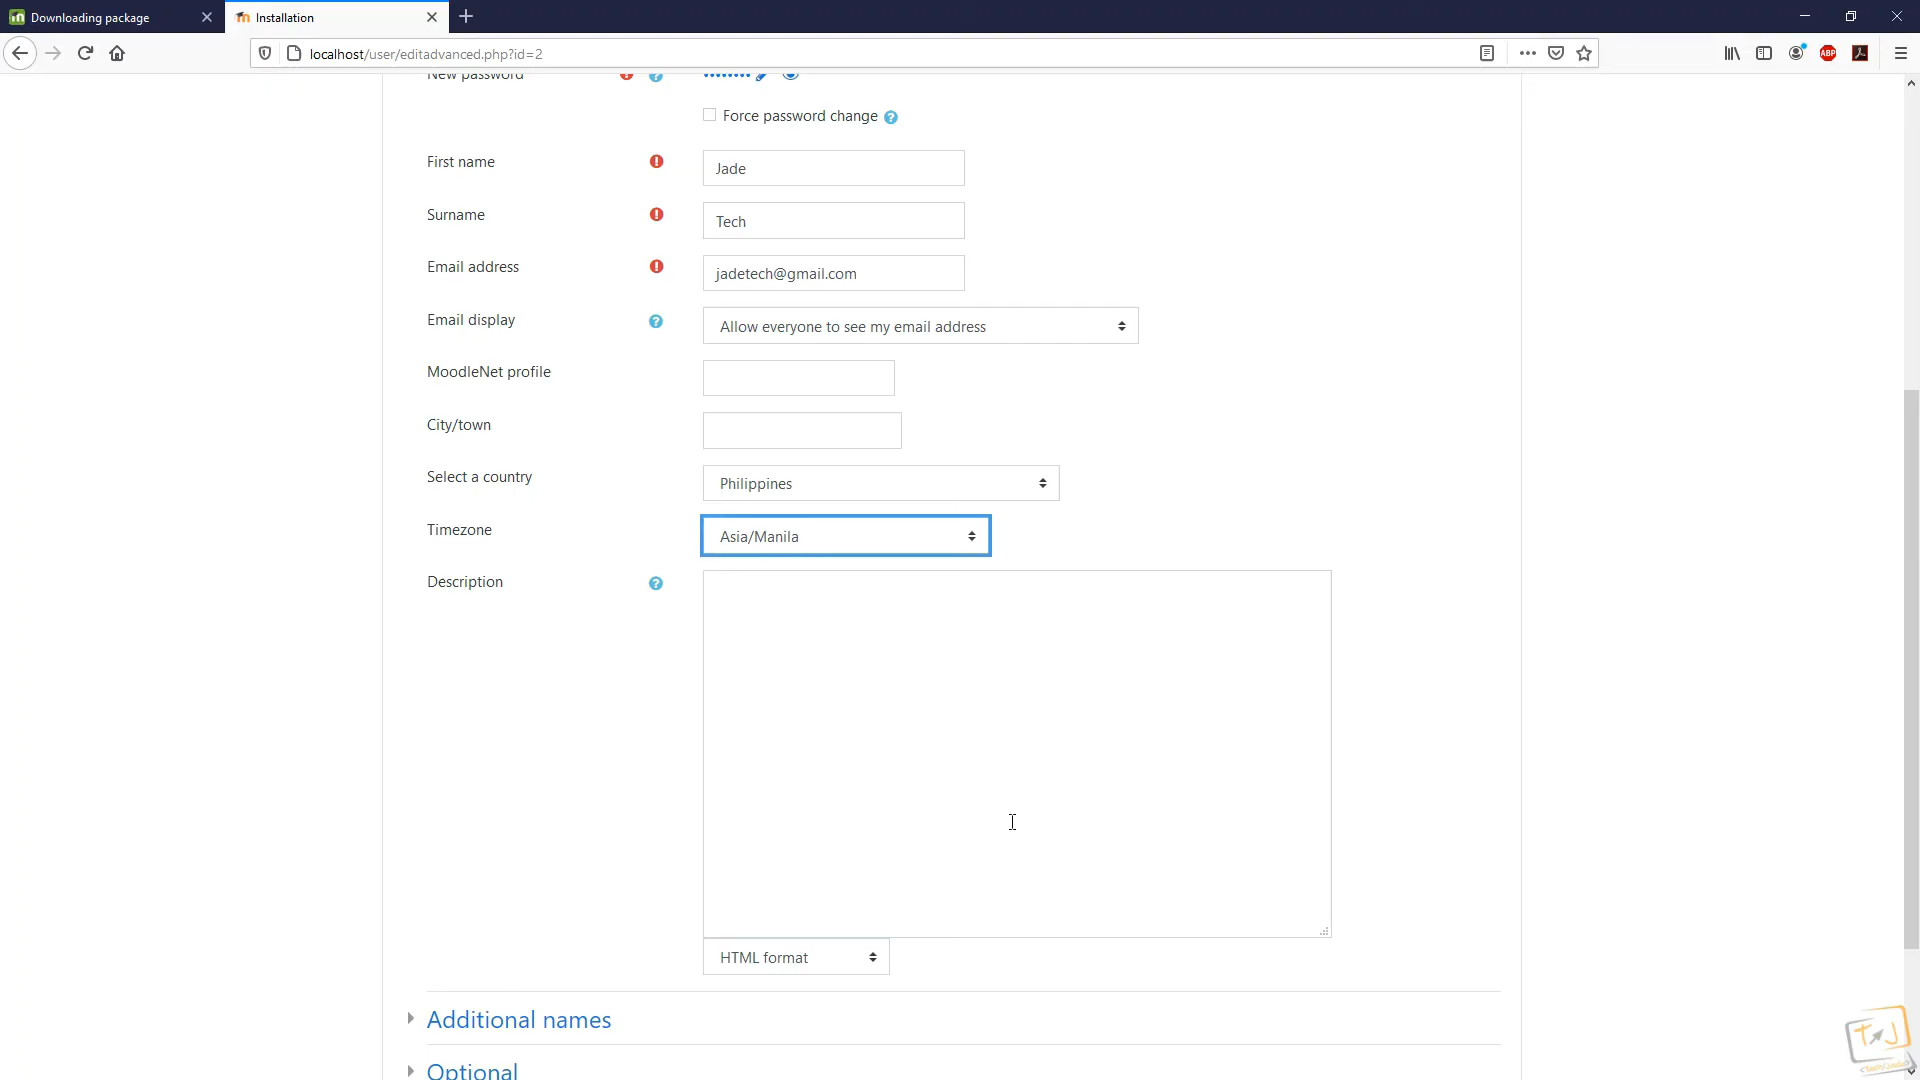 Downloading package
Installation
localhost/user/editadvanced.php?id=2
ABP
New password
Force password change
First name
Jade
Surname
Tech
Email address
jadetech@gmail.com
Email display
Allow everyone to see my email address
MoodleNet profile
City/town
Select a country
Philippines
Timezone
Asia/Manila
Description
HTML format
Additional names
Optional